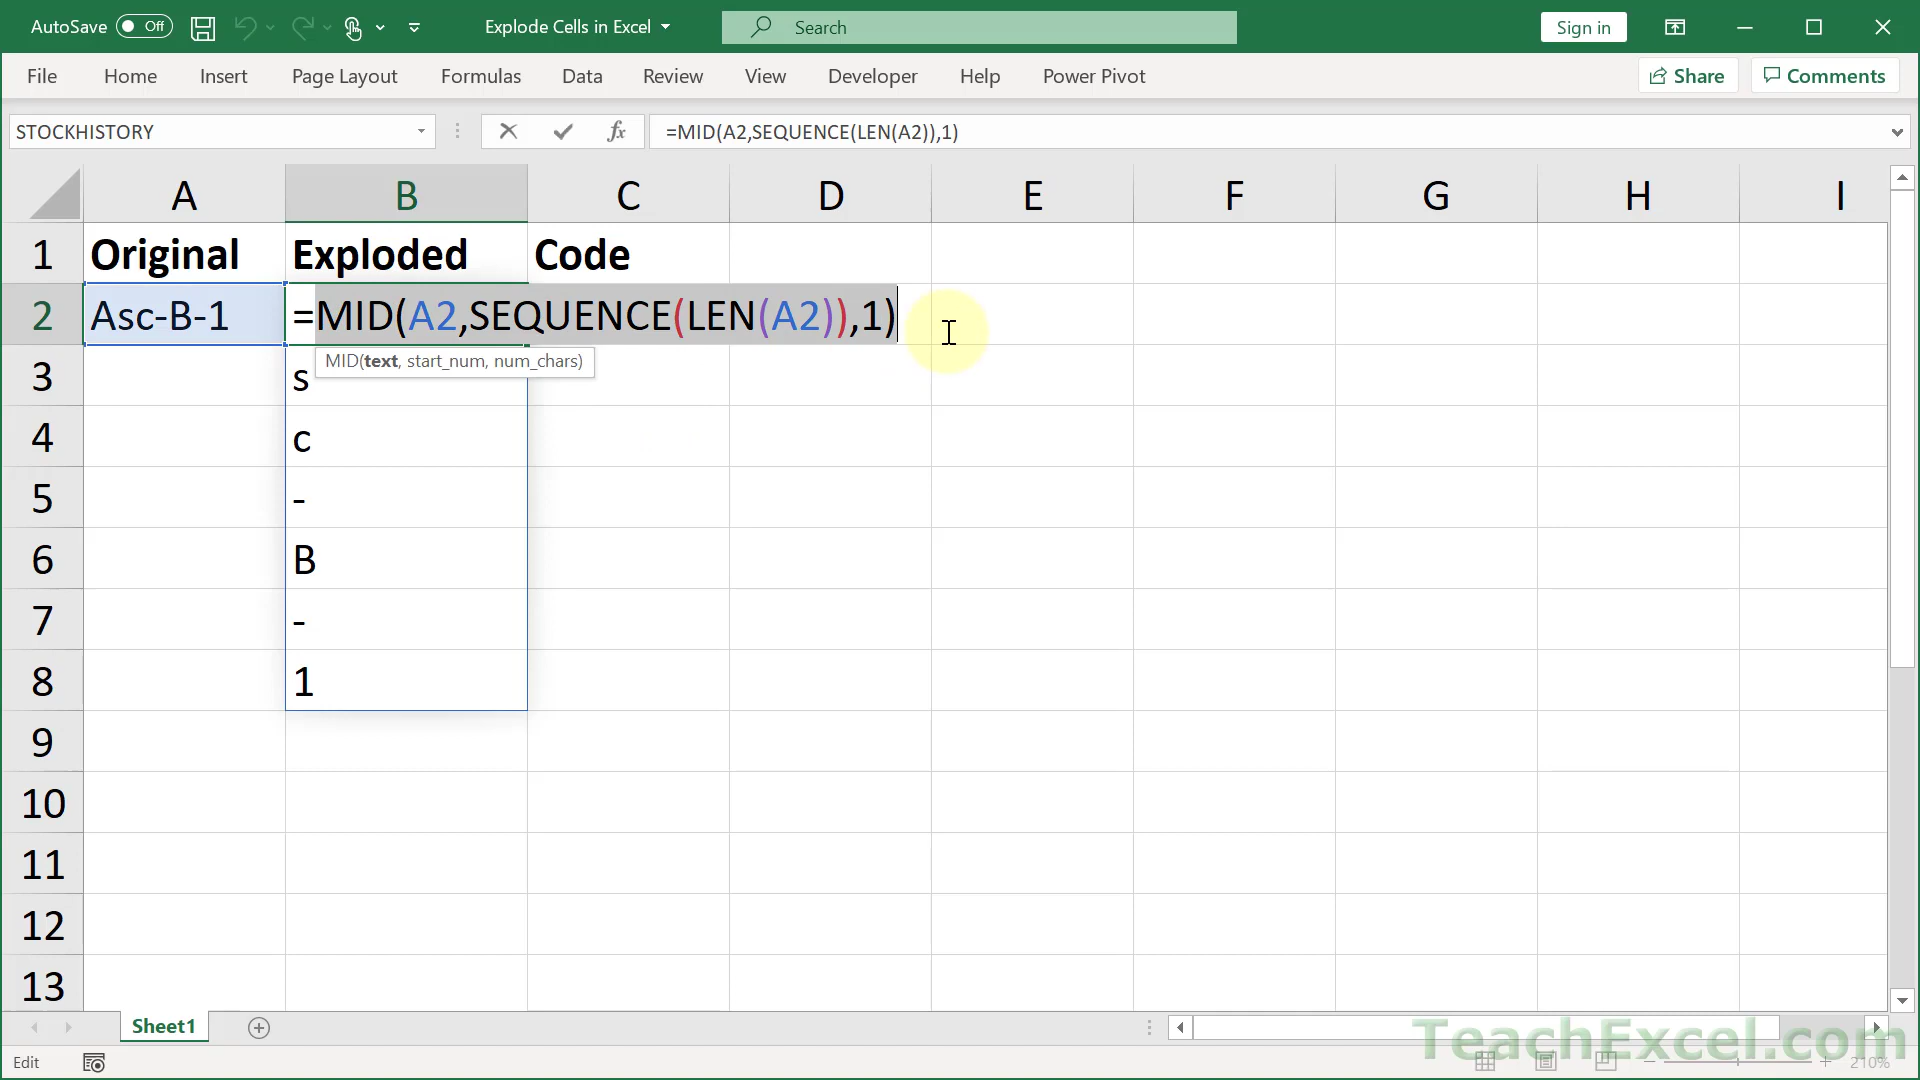 AutoSave Off Explode Cells in Excel Search Sign in
File Home Insert Page Layout Formulas Data Review View Developer Help Power Pivot Share Comments
STOCKHISTORY fx =MID(A2,SEQUENCE(LEN(A2)),1)
A B C D E F G H I
1 Original Exploded Code
2 Asc-B-1 =MID(A2,SEQUENCE(LEN(A2)),1)
MID(text, start_num, num_chars)
3 s
4 c
5 -
6 B
7 -
8 1
9
10
11
12
13
Sheet1
TeachExcel.com
Edit 210%